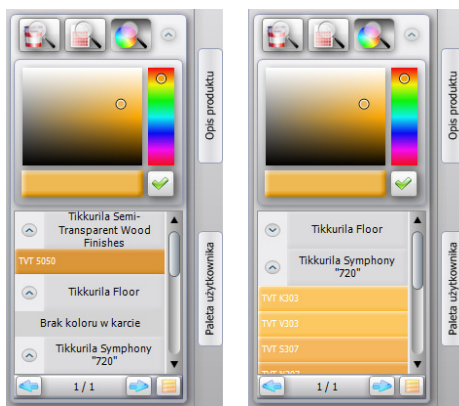 Opis produktu
Tikkurila Semi-
Transparent Wood
Finishes
TVT 5050
Tikkurila Floor
Brak koloru w karcie
Tikkurila Symphony
"720"
Paleta użytkownika
1 / 1
Opis produktu
Tikkurila Floor
Tikkurila Symphony
"720"
TVT K303
TVT V303
TVT S307
Paleta użytkownika
1 / 1